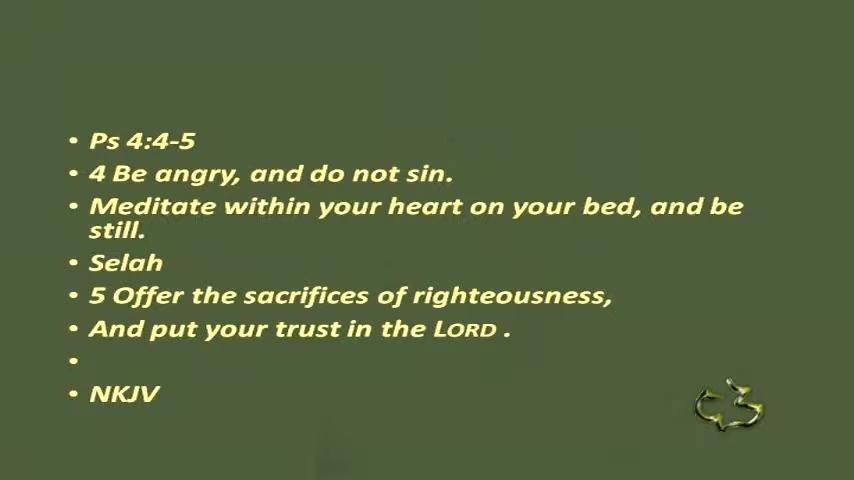 • Ps 4:4-5
• 4 Be angry, and do not sin.
• Meditate within your heart on your bed, and be
still.
• Selah
• 5 Offer the sacrifices of righteousness,
• And put your trust in the LORD .
•
• NKJV
C3